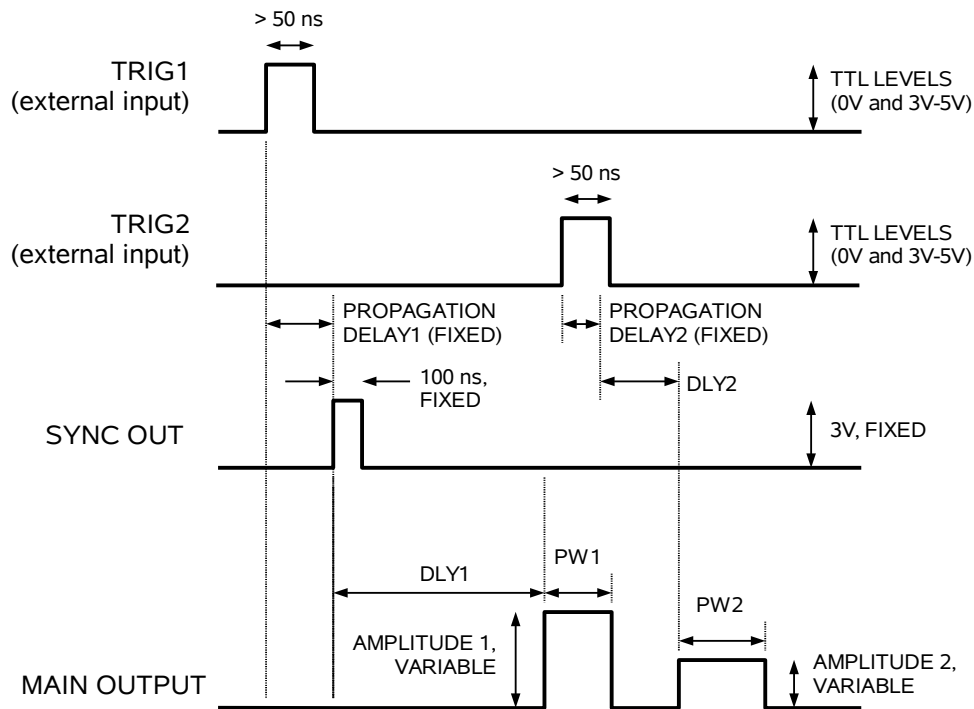 > 50 ns
TRIG1
(external input)
TTL LEVELS
(0V and 3V-5V)
> 50 ns
TRIG2
(external input)
TTL LEVELS
(0V and 3V-5V)
PROPAGATION
DELAY1 (FIXED)
PROPAGATION
DELAY2 (FIXED)
100 ns,
FIXED
DLY2
SYNC OUT
3V, FIXED
DLY1
PW1
PW2
AMPLITUDE 1,
VARIABLE
AMPLITUDE 2,
VARIABLE
MAIN OUTPUT